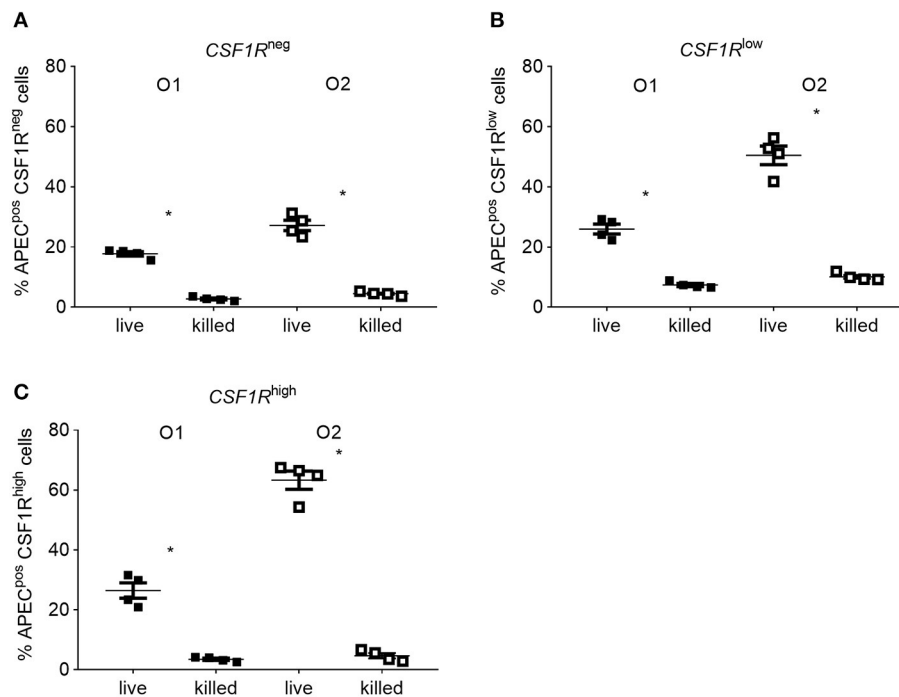 A
CSF1Rneg
% APECpos CSF1Rneg cells
80
60
40
20
0
O1
O2
*
*
live
killed
live
killed
B
CSF1Rlow
% APECpos CSF1Rlow cells
80
60
40
20
0
O1
O2
*
*
live
killed
live
killed
C
CSF1Rhigh
% APECpos CSF1Rhigh cells
80
60
40
20
0
O1
O2
*
*
live
killed
live
killed